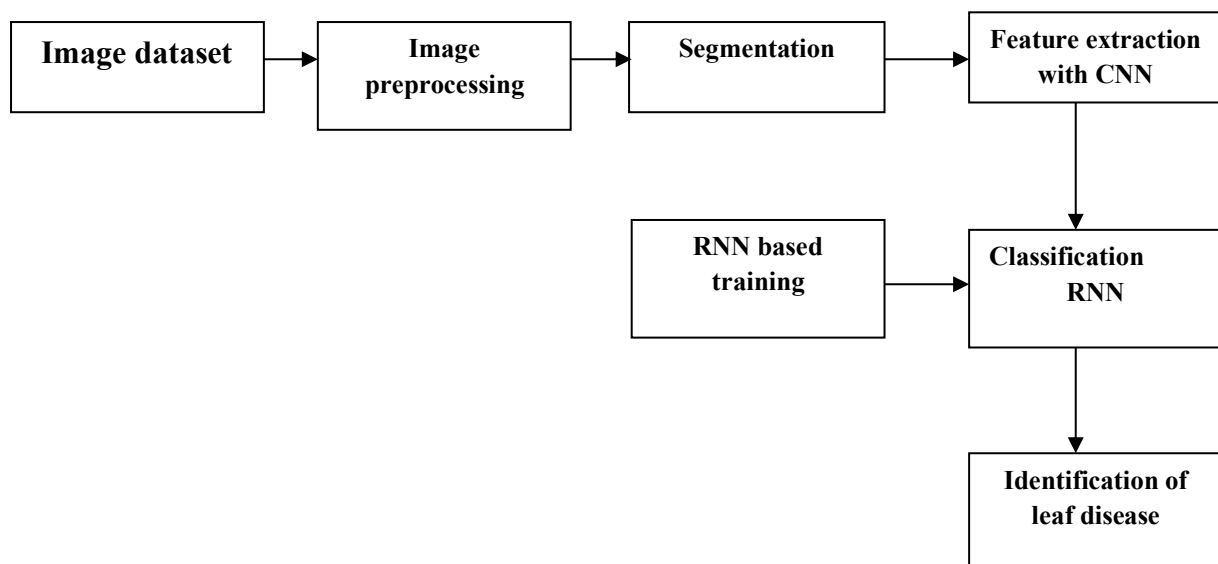 Image dataset
Image
preprocessing
Segmentation
Feature extraction
with CNN
RNN based
training
Classification
RNN
Identification of
leaf disease